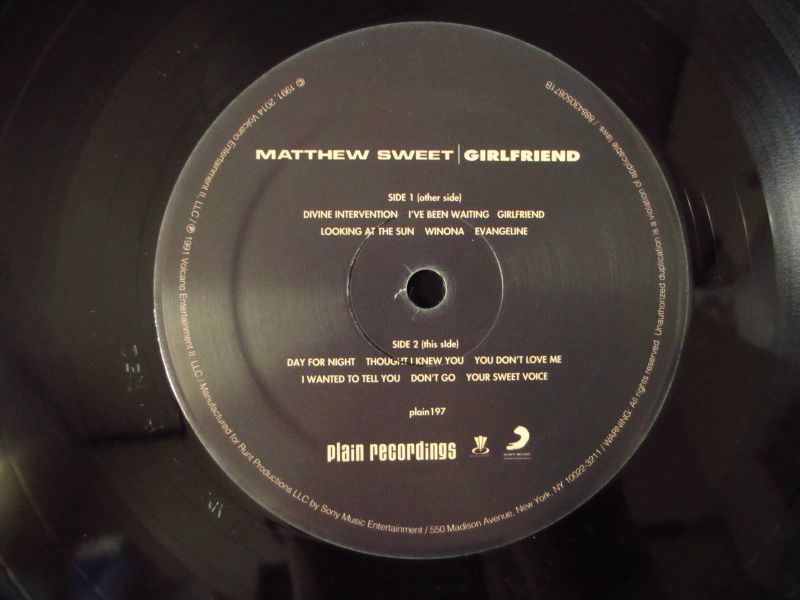 MATTHEW SWEET | GIRLFRIEND
SIDE 1 (other side)
DIVINE INTERVENTION I'VE BEEN WAITING GIRLFRIEND
LOOKING AT THE SUN WINONA EVANGELINE
SIDE 2 (this side)
DAY FOR NIGHT THOUGHT I KNEW YOU YOU DON'T LOVE ME
I WANTED TO TELL YOU DON'T GO YOUR SWEET VOICE
plain197
plain recordings
SONY MUSIC
© 1991, 2014 Volcano Entertainment II, LLC / ℗ 1991 Volcano Entertainment II, LLC / Manufactured for Runt Productions LLC by Sony Music Entertainment / 550 Madison Avenue, New York, NY 10022-3211 / WARNING: All rights reserved. Unauthorized duplication is a violation of applicable laws / 88843050871B